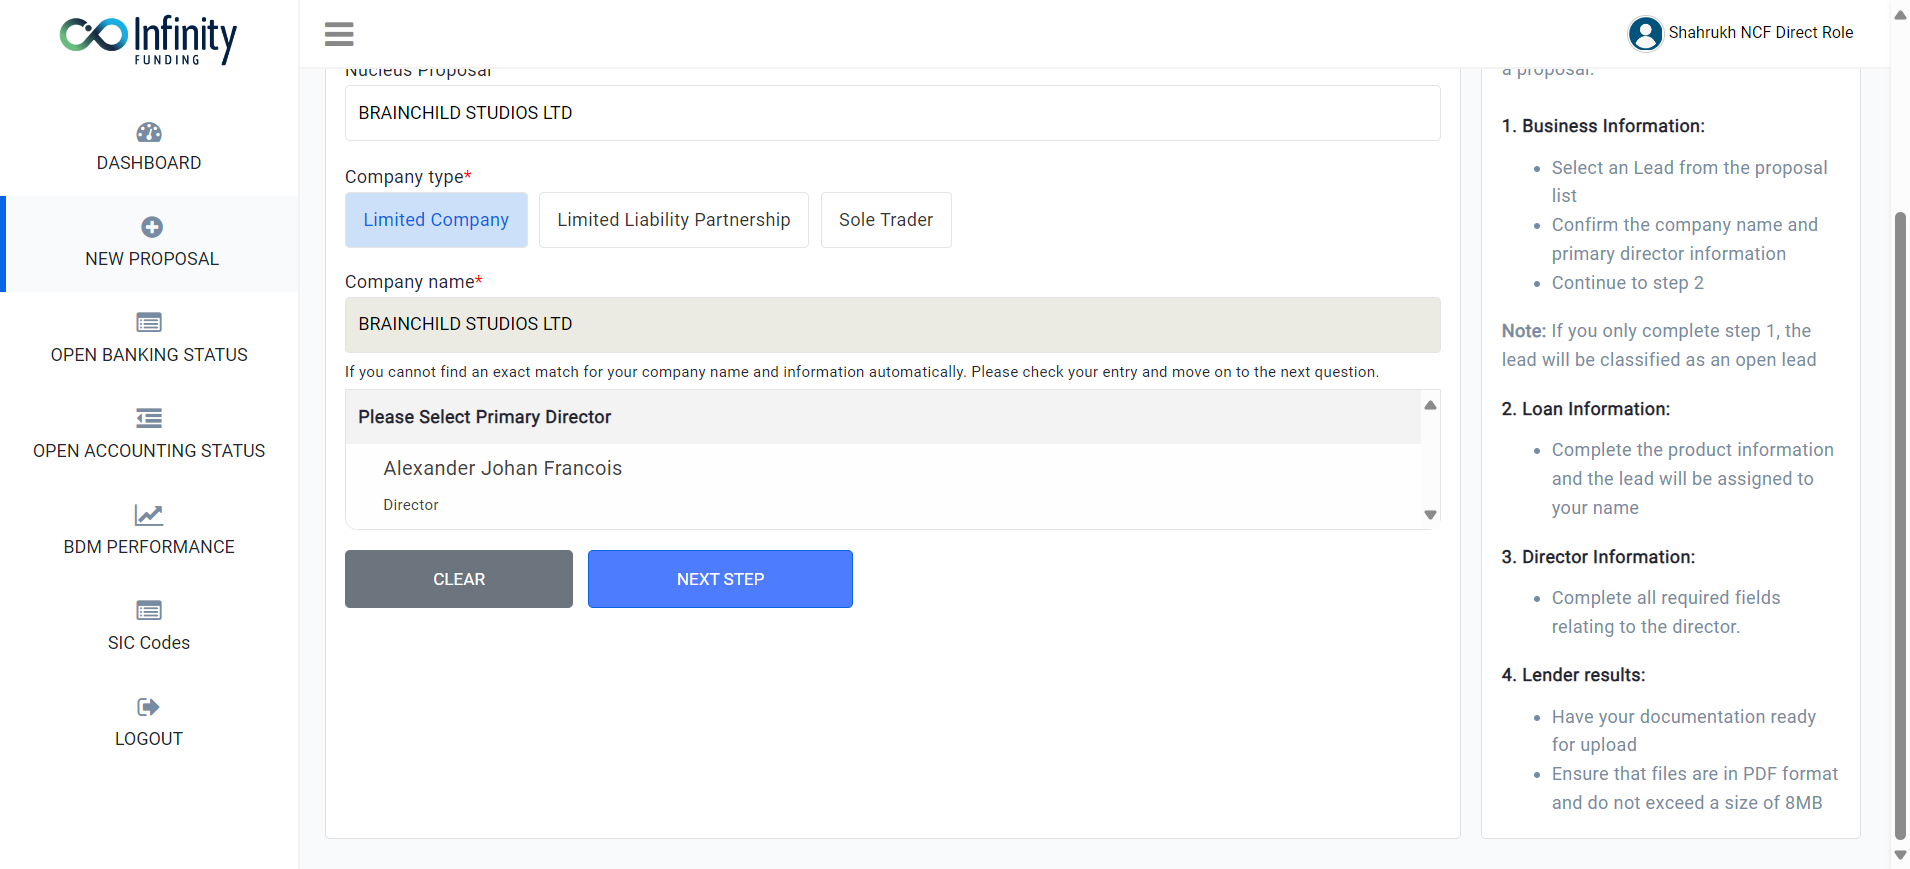 Infinity
FUNDING
DASHBOARD
NEW PROPOSAL
OPEN BANKING STATUS
OPEN ACCOUNTING STATUS
BDM PERFORMANCE
SIC Codes
LOGOUT
Shahrukh NCF Direct Role
Nucleus Proposal
BRAINCHILD STUDIOS LTD
Company type*
Limited Company
Limited Liability Partnership
Sole Trader
Company name*
BRAINCHILD STUDIOS LTD
If you cannot find an exact match for your company name and information automatically. Please check your entry and move on to the next question.
Please Select Primary Director
Alexander Johan Francois
Director
CLEAR
NEXT STEP
a proposal.
1. Business Information:
Select an Lead from the proposal
list
Confirm the company name and
primary director information
Continue to step 2
Note: If you only complete step 1, the
lead will be classified as an open lead
2. Loan Information:
Complete the product information
and the lead will be assigned to
your name
3. Director Information:
Complete all required fields
relating to the director.
4. Lender results:
Have your documentation ready
for upload
Ensure that files are in PDF format
and do not exceed a size of 8MB